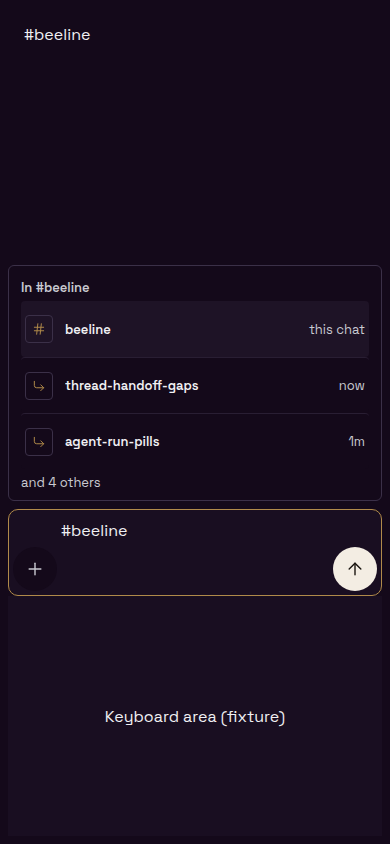 #beeline
In #beeline
beeline this chat
thread-handoff-gaps now
agent-run-pills 1m
and 4 others
#beeline
Keyboard area (fixture)